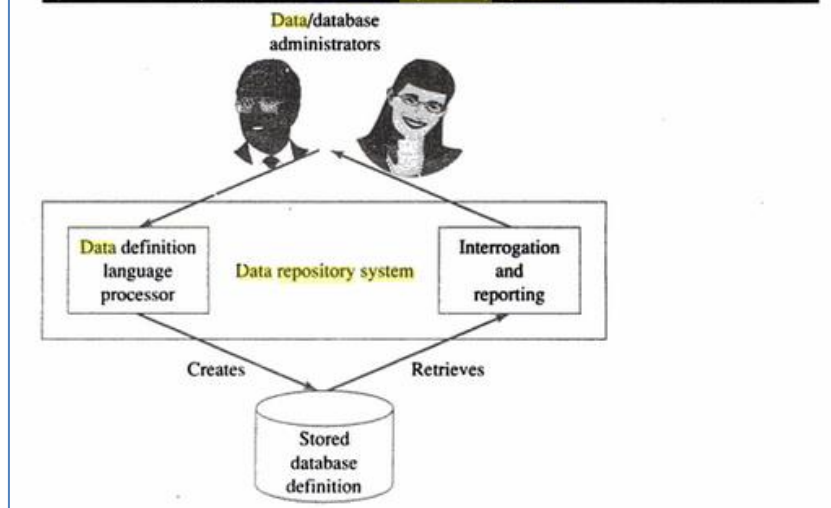 Data/database
administrators
Data definition
language
processor
Data repository system
Interrogation
and
reporting
Creates
Retrieves
Stored
database
definition